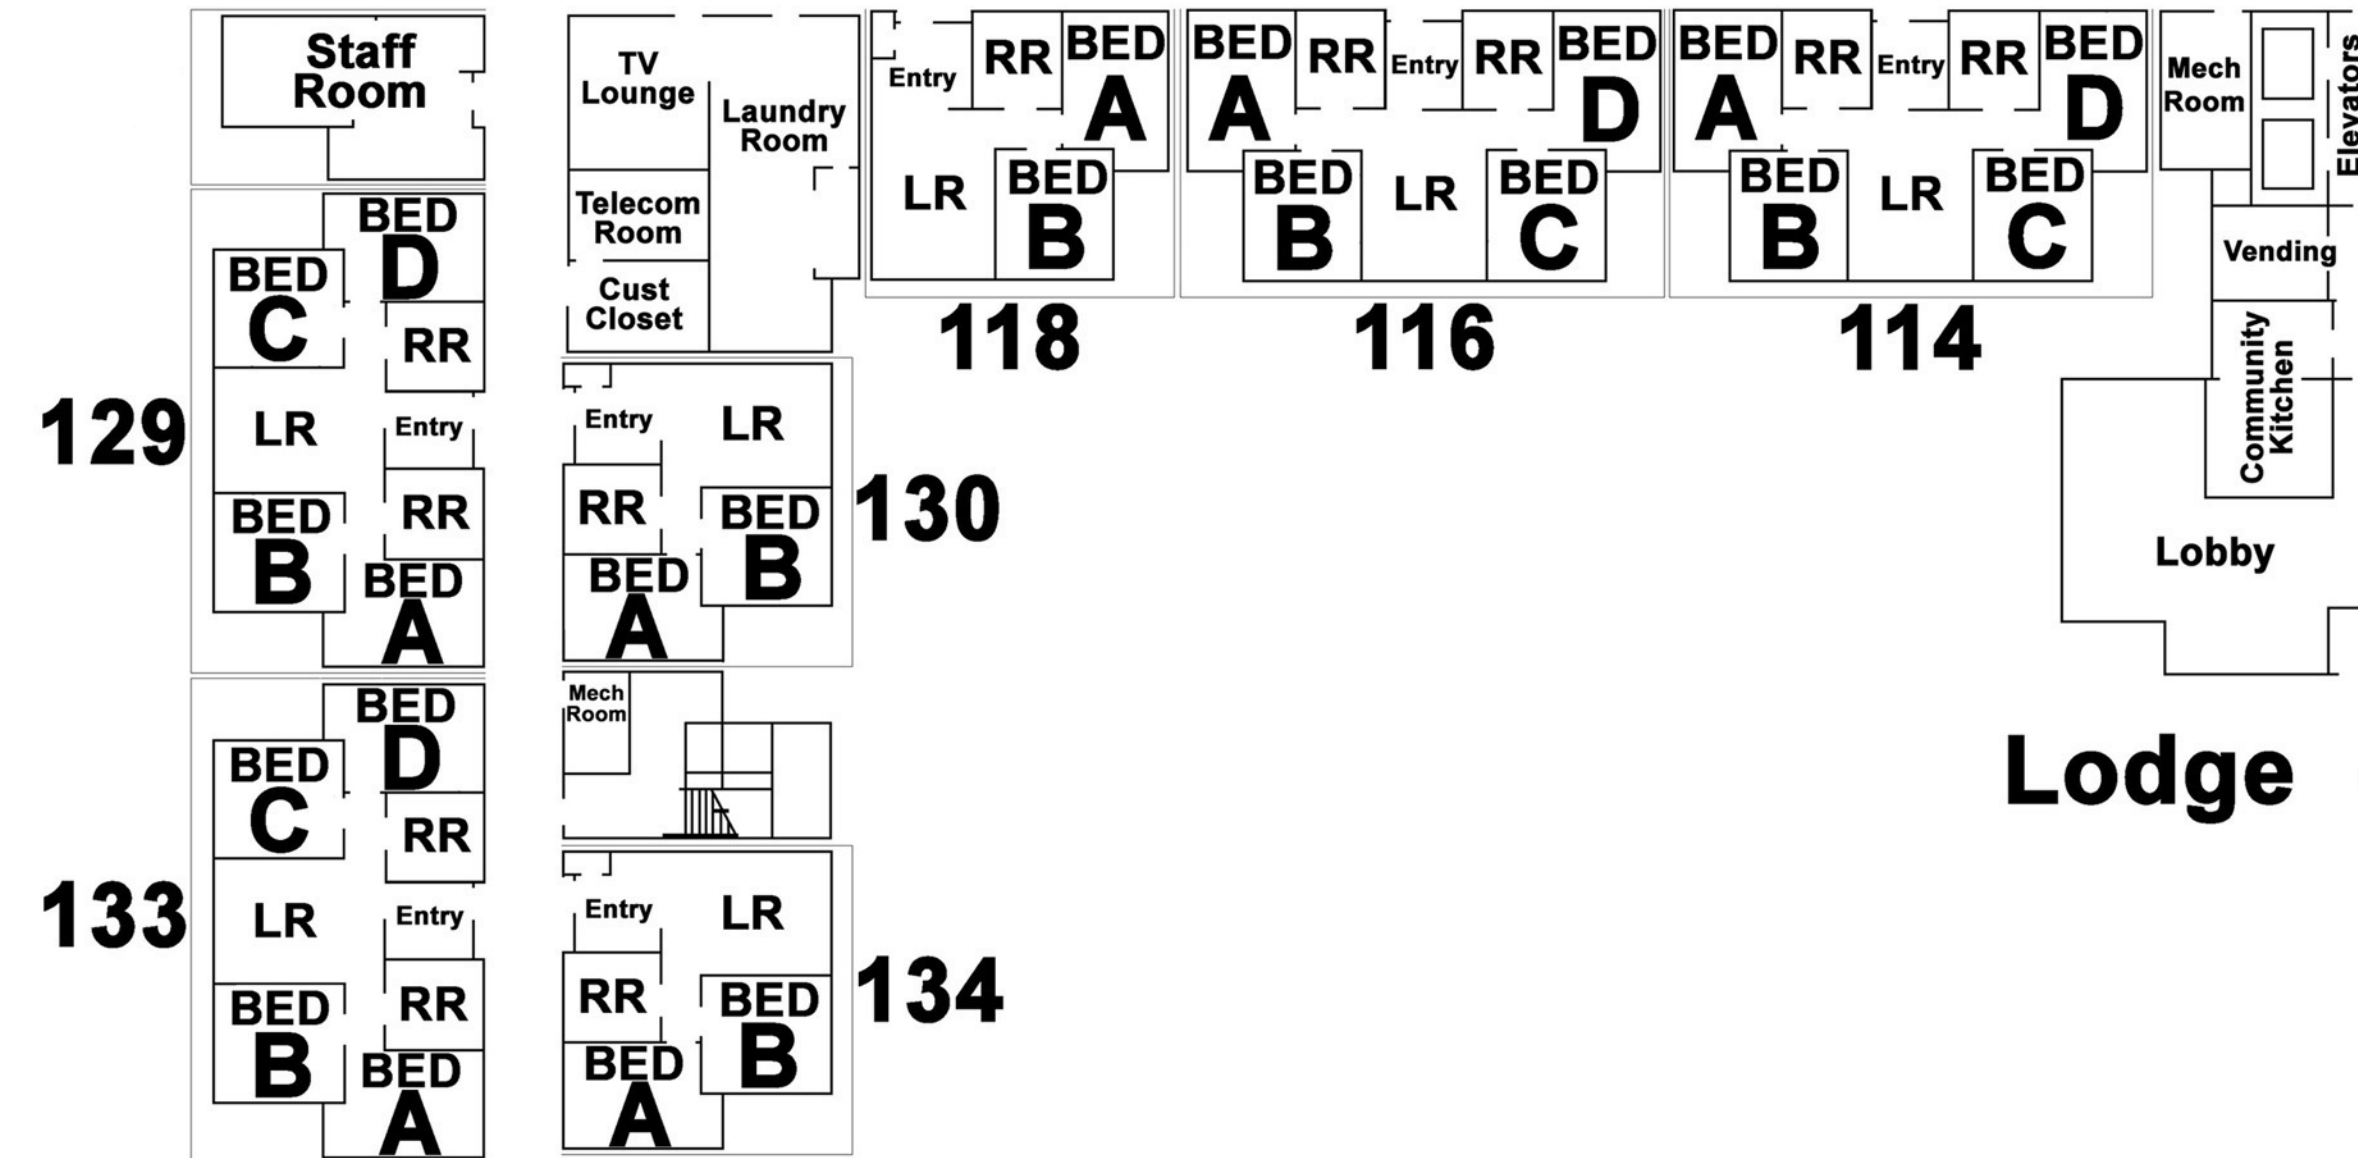 Staff
Room
BED
D
BED
C
RR
129
LR
Entry
BED
B
RR
BED
A
BED
D
BED
C
RR
133
LR
Entry
BED
B
RR
BED
A
TV
Lounge
Laundry
Room
Telecom
Room
Cust
Closet
Entry
LR
RR
BED
B
130
BED
A
Mech
Room
Entry
LR
RR
BED
B
134
BED
A
Entry
RR
BED
A
LR
BED
B
118
BED
A
RR
Entry
RR
BED
D
BED
B
LR
BED
C
116
BED
A
RR
Entry
RR
BED
D
BED
B
LR
BED
C
114
Mech
Room
Elevators
Vending
Community
Kitchen
Lobby
Lodge